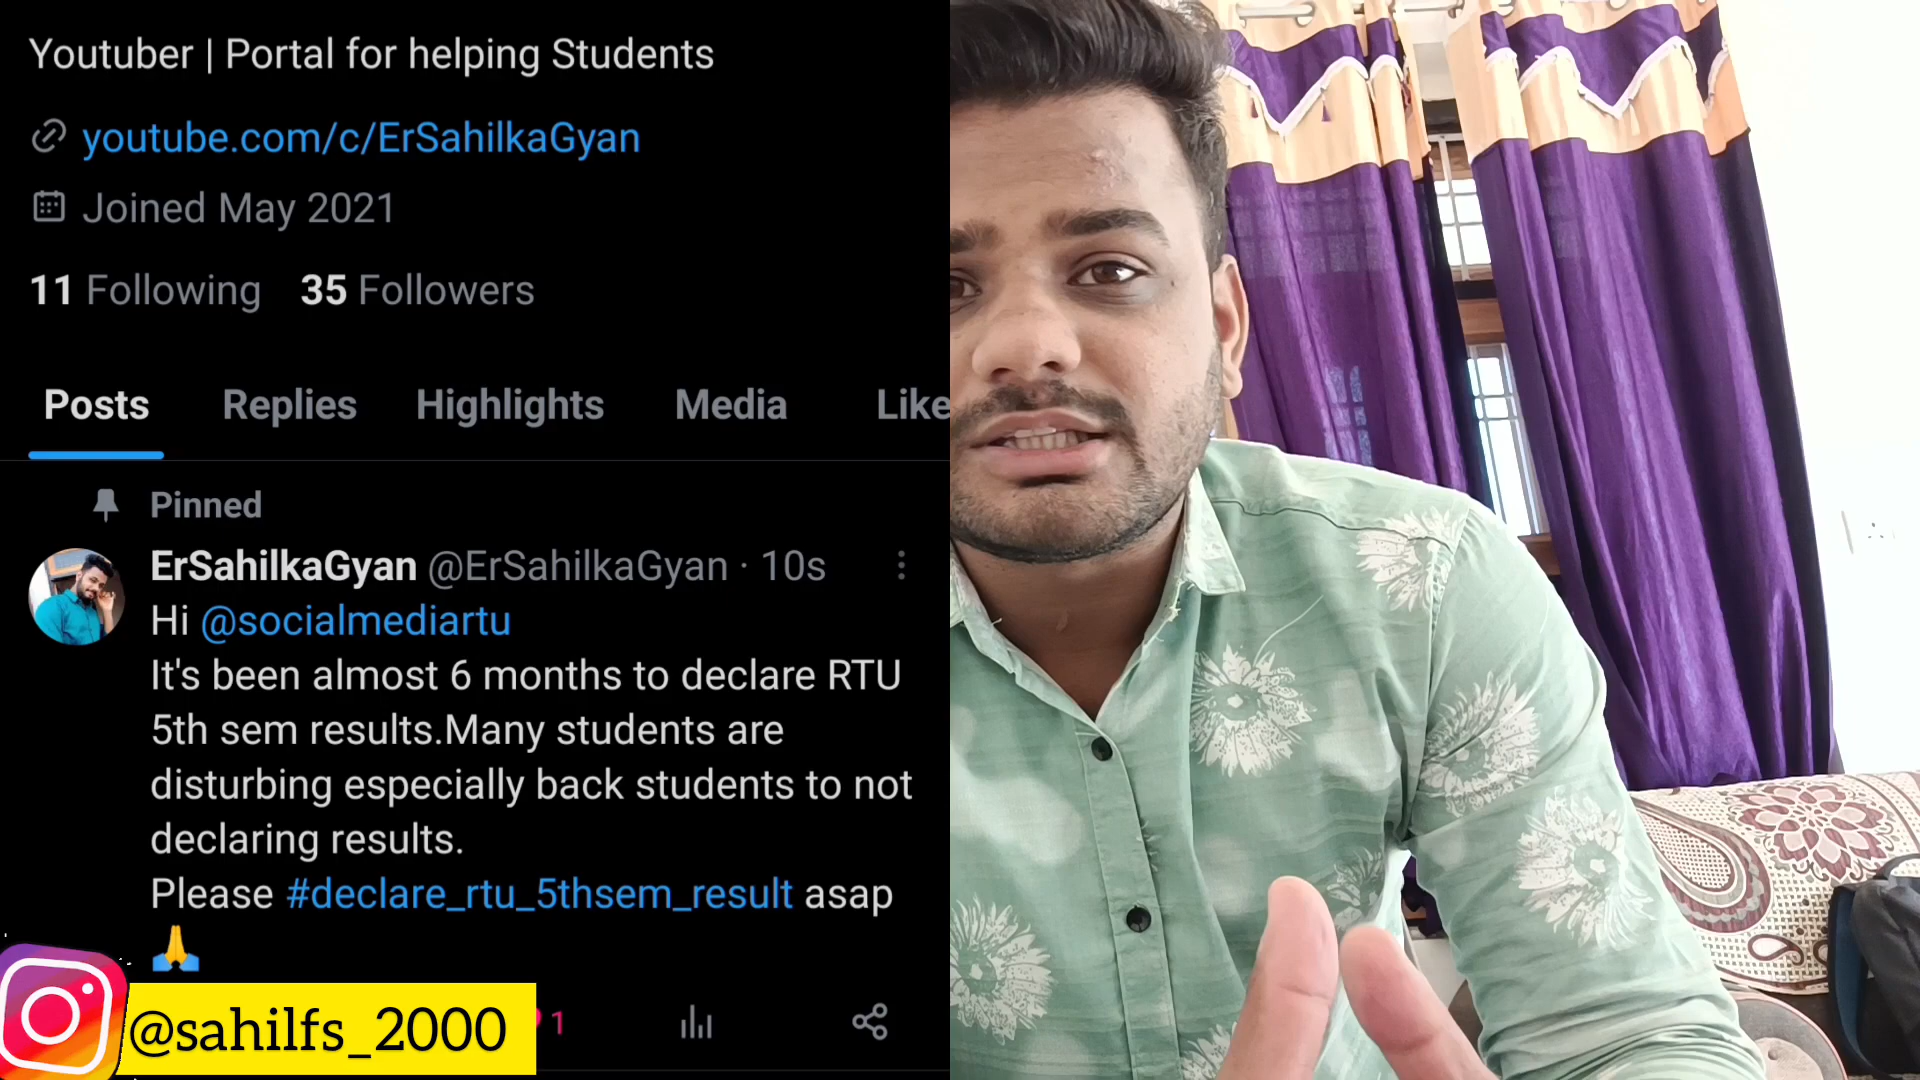 Youtuber | Portal for helping Students
youtube.com/c/ErSahilkaGyan
Joined May 2021
11 Following 35 Followers
Posts Replies Highlights Media Like
Pinned
ErSahilkaGyan @ErSahilkaGyan · 10s
Hi @socialmediartu
It's been almost 6 months to declare RTU
5th sem results.Many students are
disturbing especially back students to not
declaring results.
Please #declare_rtu_5thsem_result asap
🙏
1
@sahilfs_2000